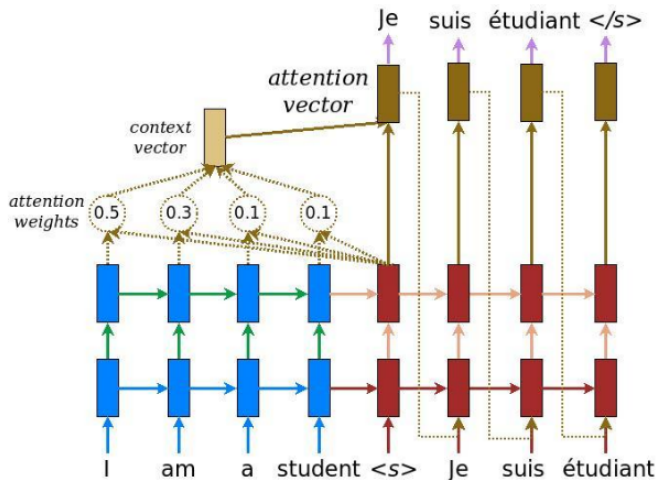 Je suis étudiant </s>
attention
vector
context
vector
attention
weights
0.5 0.3 0.1 0.1
I am a student <s> Je suis étudiant